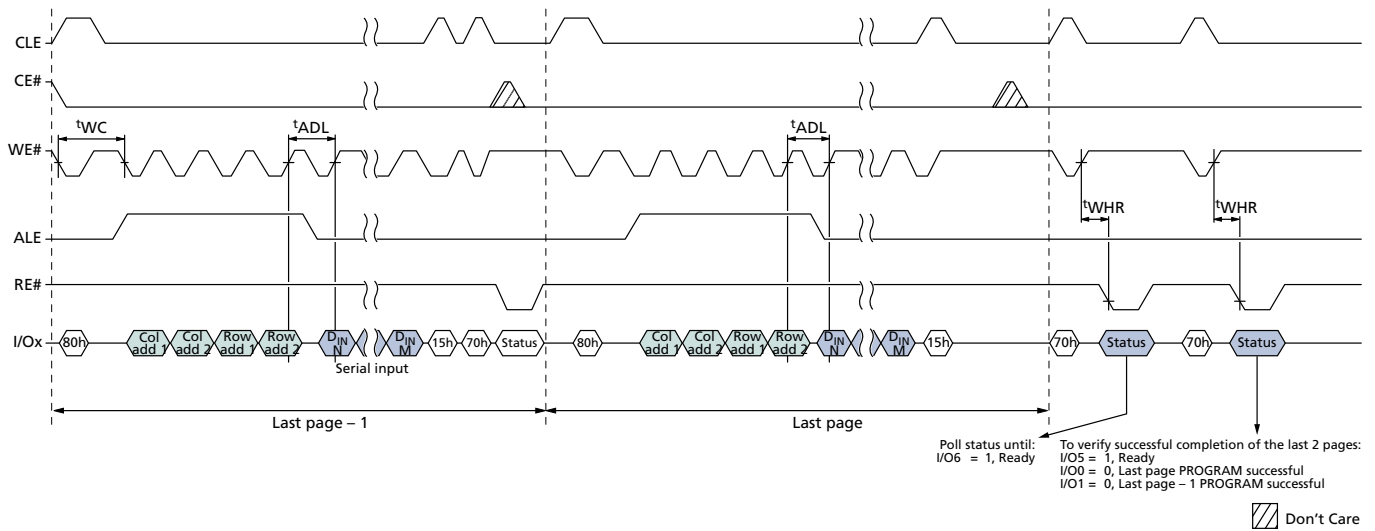 CLE
CE#
tWC
tADL
tADL
WE#
tWHR
tWHR
ALE
RE#
I/Ox
80h
Col add 1
Col add 2
Row add 1
Row add 2
DIN N
DIN M
15h
70h
Status
80h
Col add 1
Col add 2
Row add 1
Row add 2
DIN N
DIN M
15h
70h
Status
70h
Status
Serial input
Last page – 1
Last page
Poll status until:
I/O6 = 1, Ready
To verify successful completion of the last 2 pages:
I/O5 = 1, Ready
I/O0 = 0, Last page PROGRAM successful
I/O1 = 0, Last page – 1 PROGRAM successful
Don't Care